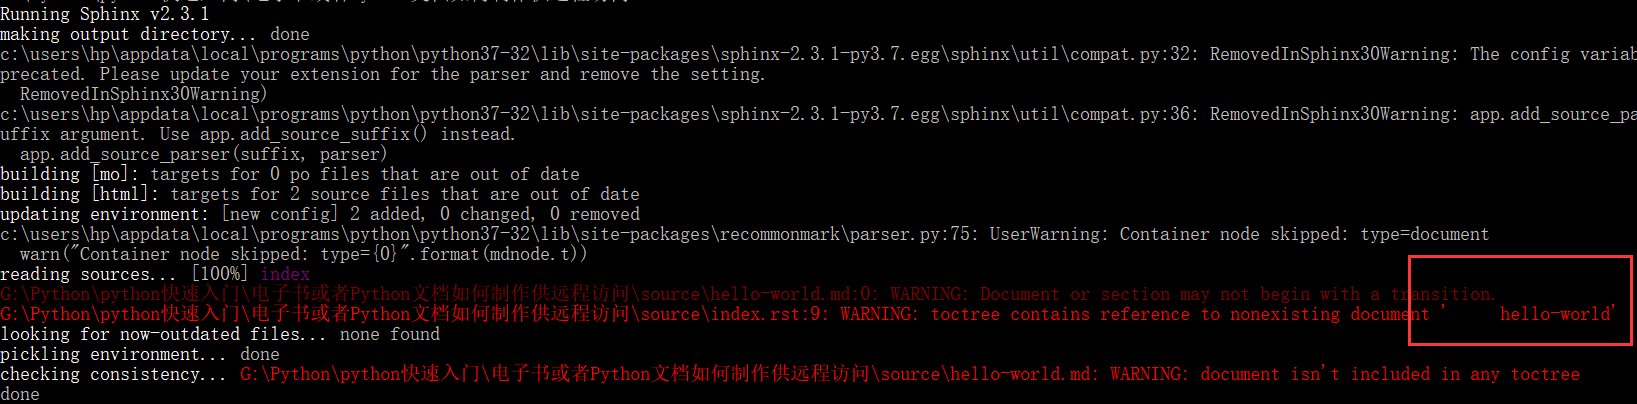 Running Sphinx v2.3.1
making output directory... done
c:\users\hp\appdata\local\programs\python\python37-32\lib\site-packages\sphinx-2.3.1-py3.7.egg\sphinx\util\compat.py:32: RemovedInSphinx30Warning: The config variab
precated. Please update your extension for the parser and remove the setting.
  RemovedInSphinx30Warning)
c:\users\hp\appdata\local\programs\python\python37-32\lib\site-packages\sphinx-2.3.1-py3.7.egg\sphinx\util\compat.py:36: RemovedInSphinx30Warning: app.add_source_pa
uffix argument. Use app.add_source_suffix() instead.
  app.add_source_parser(suffix, parser)
building [mo]: targets for 0 po files that are out of date
building [html]: targets for 2 source files that are out of date
updating environment: [new config] 2 added, 0 changed, 0 removed
c:\users\hp\appdata\local\programs\python\python37-32\lib\site-packages\recommonmark\parser.py:75: UserWarning: Container node skipped: type=document
  warn("Container node skipped: type={0}".format(mdnode.t))
reading sources... [100%] index
G:\Python\python快速入门\电子书或者Python文档如何制作供远程访问\source\hello-world.md:0: WARNING: Document or section may not begin with a transition.
G:\Python\python快速入门\电子书或者Python文档如何制作供远程访问\source\index.rst:9: WARNING: toctree contains reference to nonexisting document '     hello-world'
looking for now-outdated files... none found
pickling environment... done
checking consistency... G:\Python\python快速入门\电子书或者Python文档如何制作供远程访问\source\hello-world.md: WARNING: document isn't included in any toctree
done